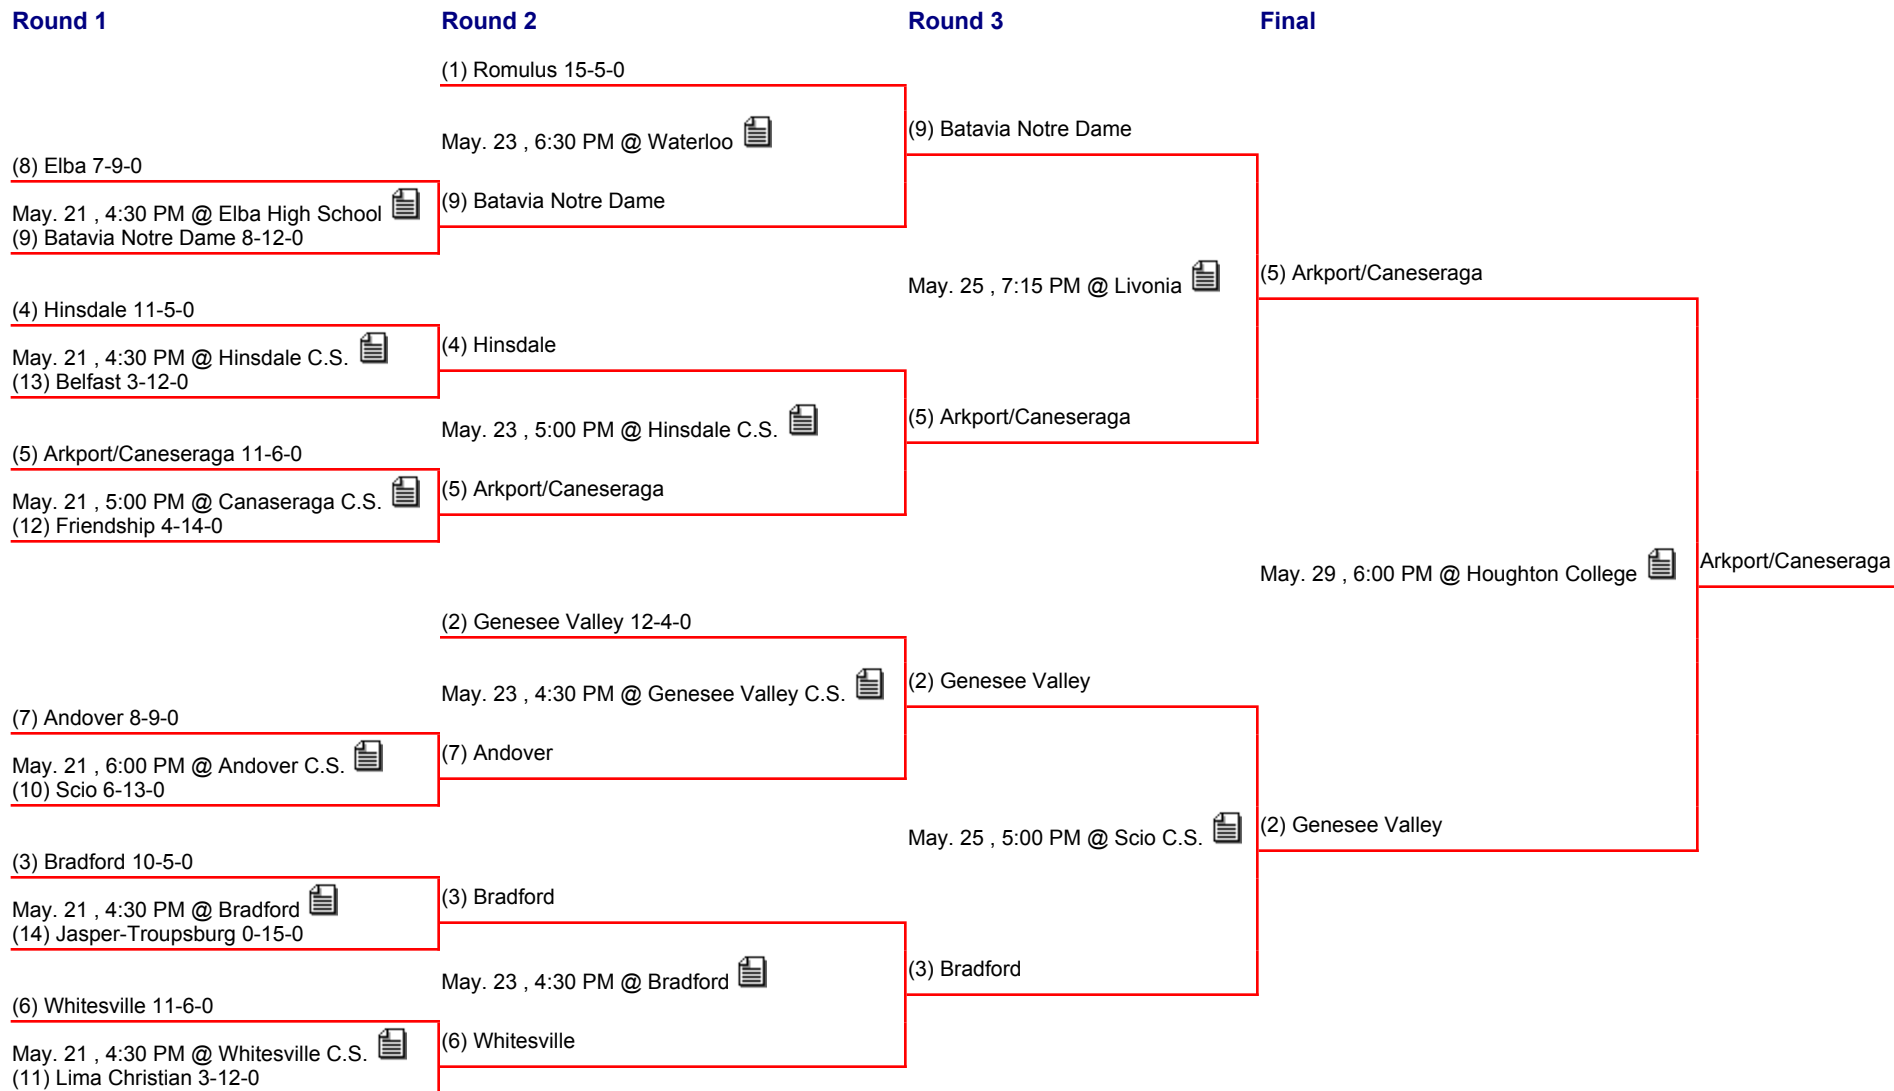 Round 1
Round 2
Round 3
Final
(1) Romulus 15-5-0
May. 23 , 6:30 PM @ Waterloo
(9) Batavia Notre Dame
(8) Elba 7-9-0
May. 21 , 4:30 PM @ Elba High School
(9) Batavia Notre Dame 8-12-0
(9) Batavia Notre Dame
May. 25 , 7:15 PM @ Livonia
(5) Arkport/Caneseraga
(4) Hinsdale 11-5-0
May. 21 , 4:30 PM @ Hinsdale C.S.
(13) Belfast 3-12-0
(4) Hinsdale
May. 23 , 5:00 PM @ Hinsdale C.S.
(5) Arkport/Caneseraga
(5) Arkport/Caneseraga 11-6-0
May. 21 , 5:00 PM @ Canaseraga C.S.
(12) Friendship 4-14-0
(5) Arkport/Caneseraga
May. 29 , 6:00 PM @ Houghton College
Arkport/Caneseraga
(2) Genesee Valley 12-4-0
May. 23 , 4:30 PM @ Genesee Valley C.S.
(2) Genesee Valley
(7) Andover 8-9-0
May. 21 , 6:00 PM @ Andover C.S.
(10) Scio 6-13-0
(7) Andover
May. 25 , 5:00 PM @ Scio C.S.
(2) Genesee Valley
(3) Bradford 10-5-0
May. 21 , 4:30 PM @ Bradford
(14) Jasper-Troupsburg 0-15-0
(3) Bradford
May. 23 , 4:30 PM @ Bradford
(3) Bradford
(6) Whitesville 11-6-0
May. 21 , 4:30 PM @ Whitesville C.S.
(11) Lima Christian 3-12-0
(6) Whitesville